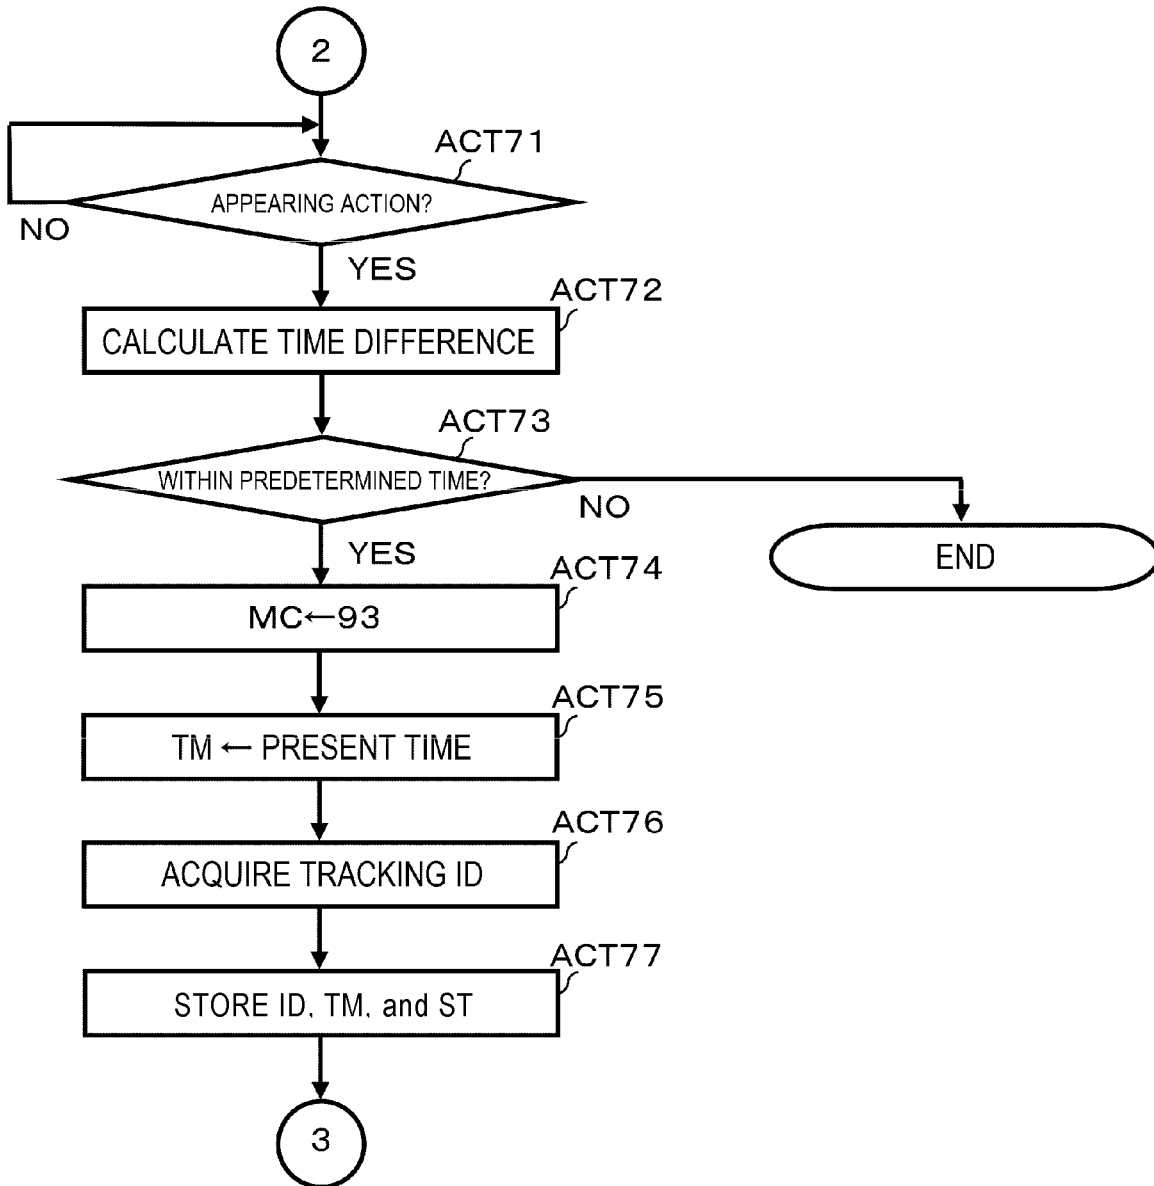 2
ACT71
APPEARING ACTION?
NO
YES
ACT72
CALCULATE TIME DIFFERENCE
ACT73
WITHIN PREDETERMINED TIME?
NO
YES
END
ACT74
MC←93
ACT75
TM ← PRESENT TIME
ACT76
ACQUIRE TRACKING ID
ACT77
STORE ID, TM, and ST
3